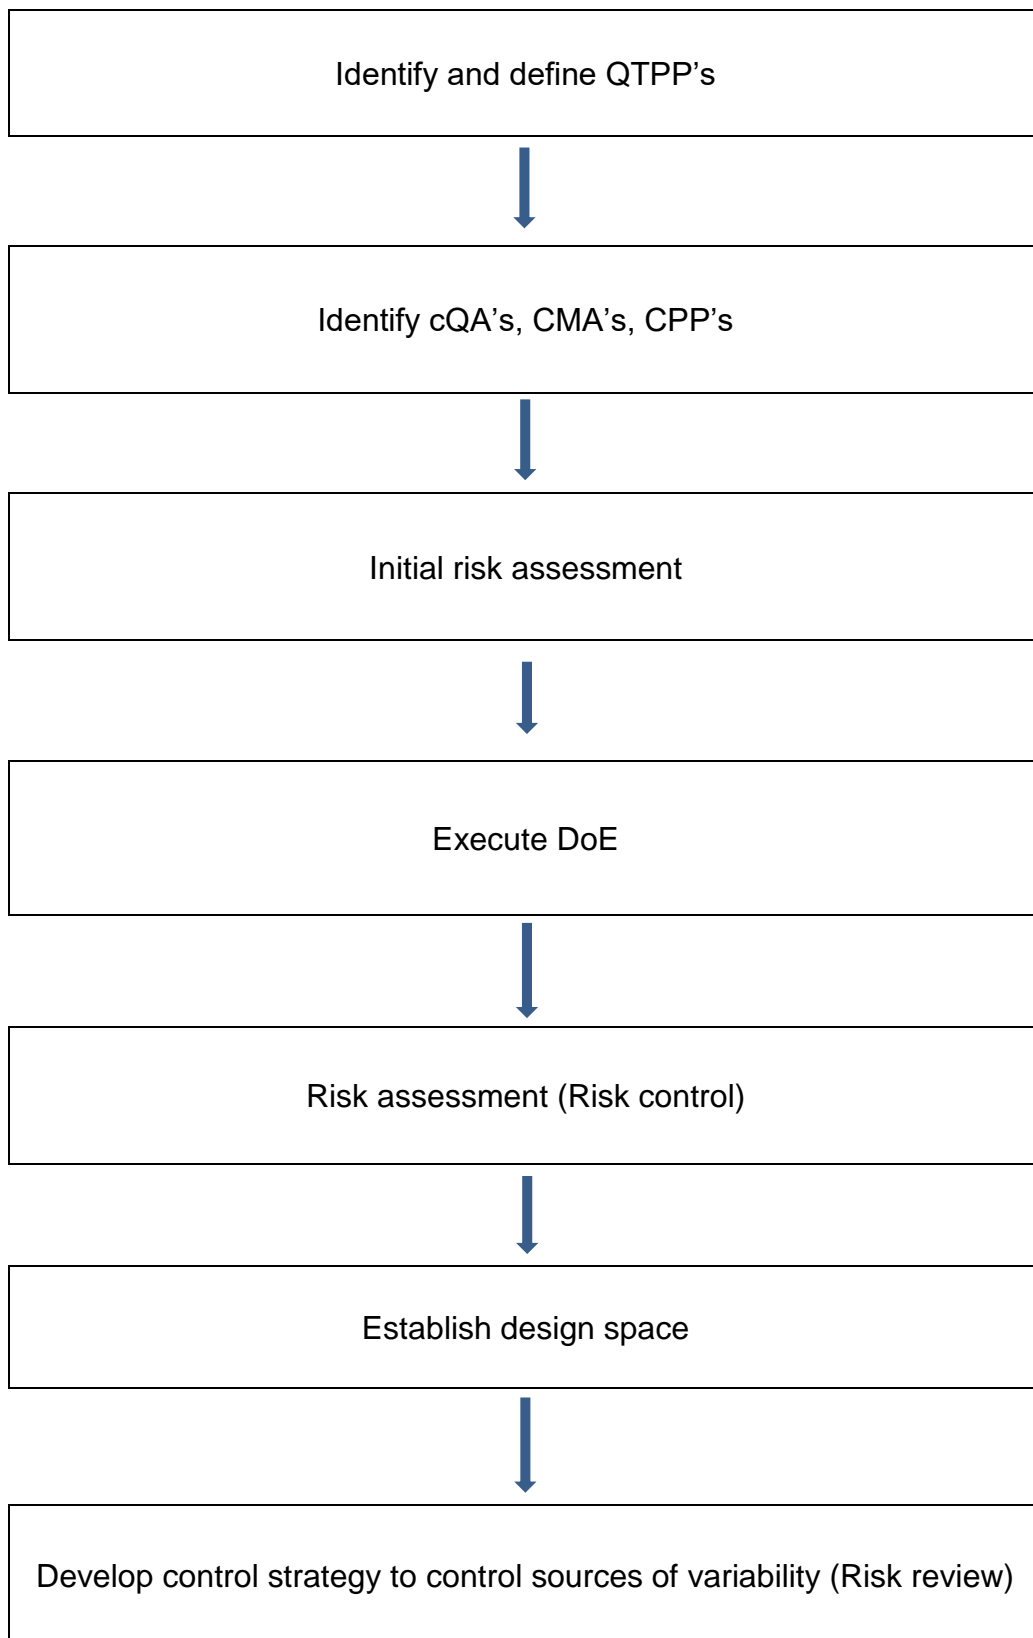 Identify and define QTPP’s
Identify cQA’s, CMA’s, CPP’s
Initial risk assessment
Execute DoE
Risk assessment (Risk control)
Establish design space
Develop control strategy to control sources of variability (Risk review)